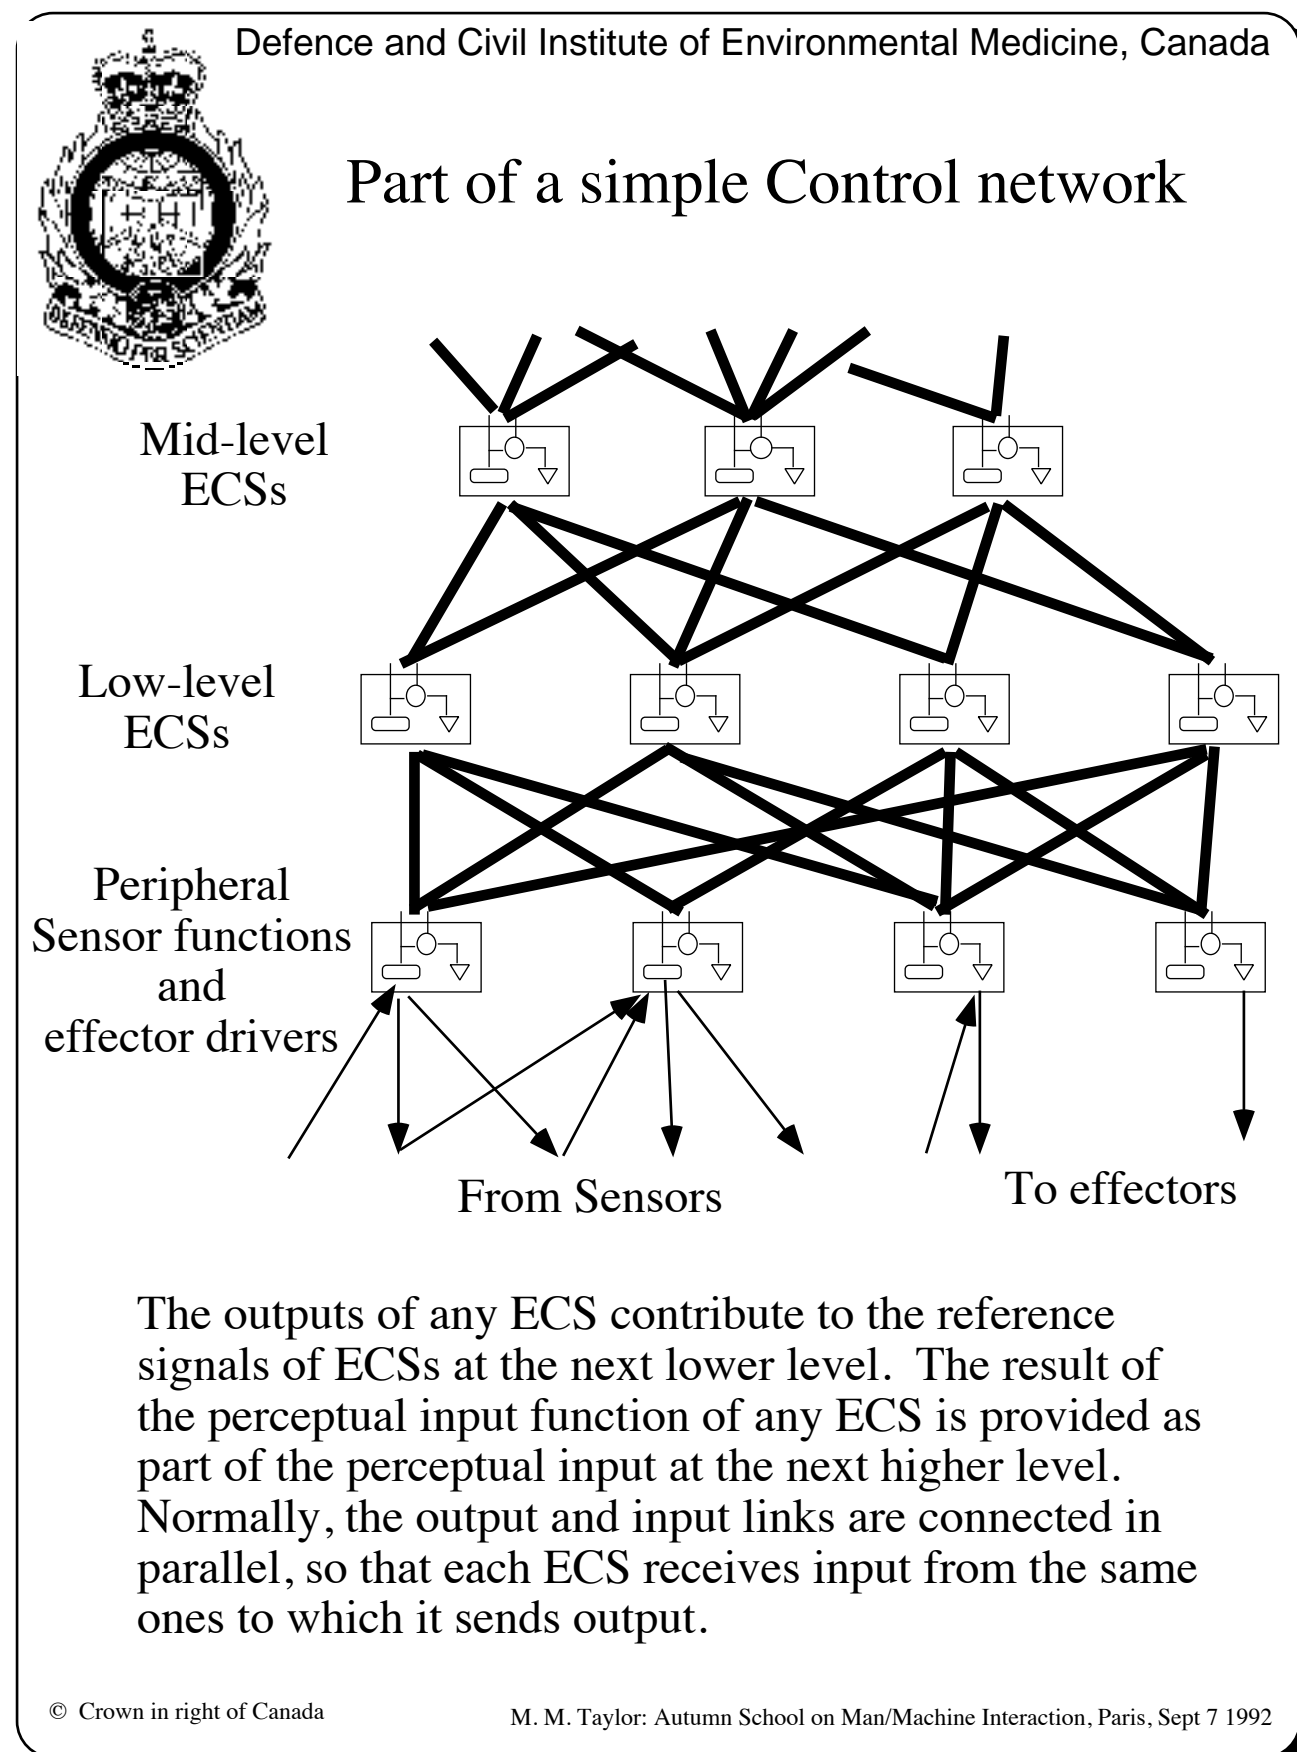 Defence and Civil Institute of Environmental Medicine, Canada
DEFENDO PER SCIENTIAM
Part of a simple Control network
Mid-level
ECSs
Low-level
ECSs
Peripheral
Sensor functions
and
effector drivers
From Sensors
To effectors
The outputs of any ECS contribute to the reference
signals of ECSs at the next lower level.  The result of
the perceptual input function of any ECS is provided as
part of the perceptual input at the next higher level.
Normally, the output and input links are connected in
parallel, so that each ECS receives input from the same
ones to which it sends output.
© Crown in right of Canada
M. M. Taylor: Autumn School on Man/Machine Interaction, Paris, Sept 7 1992